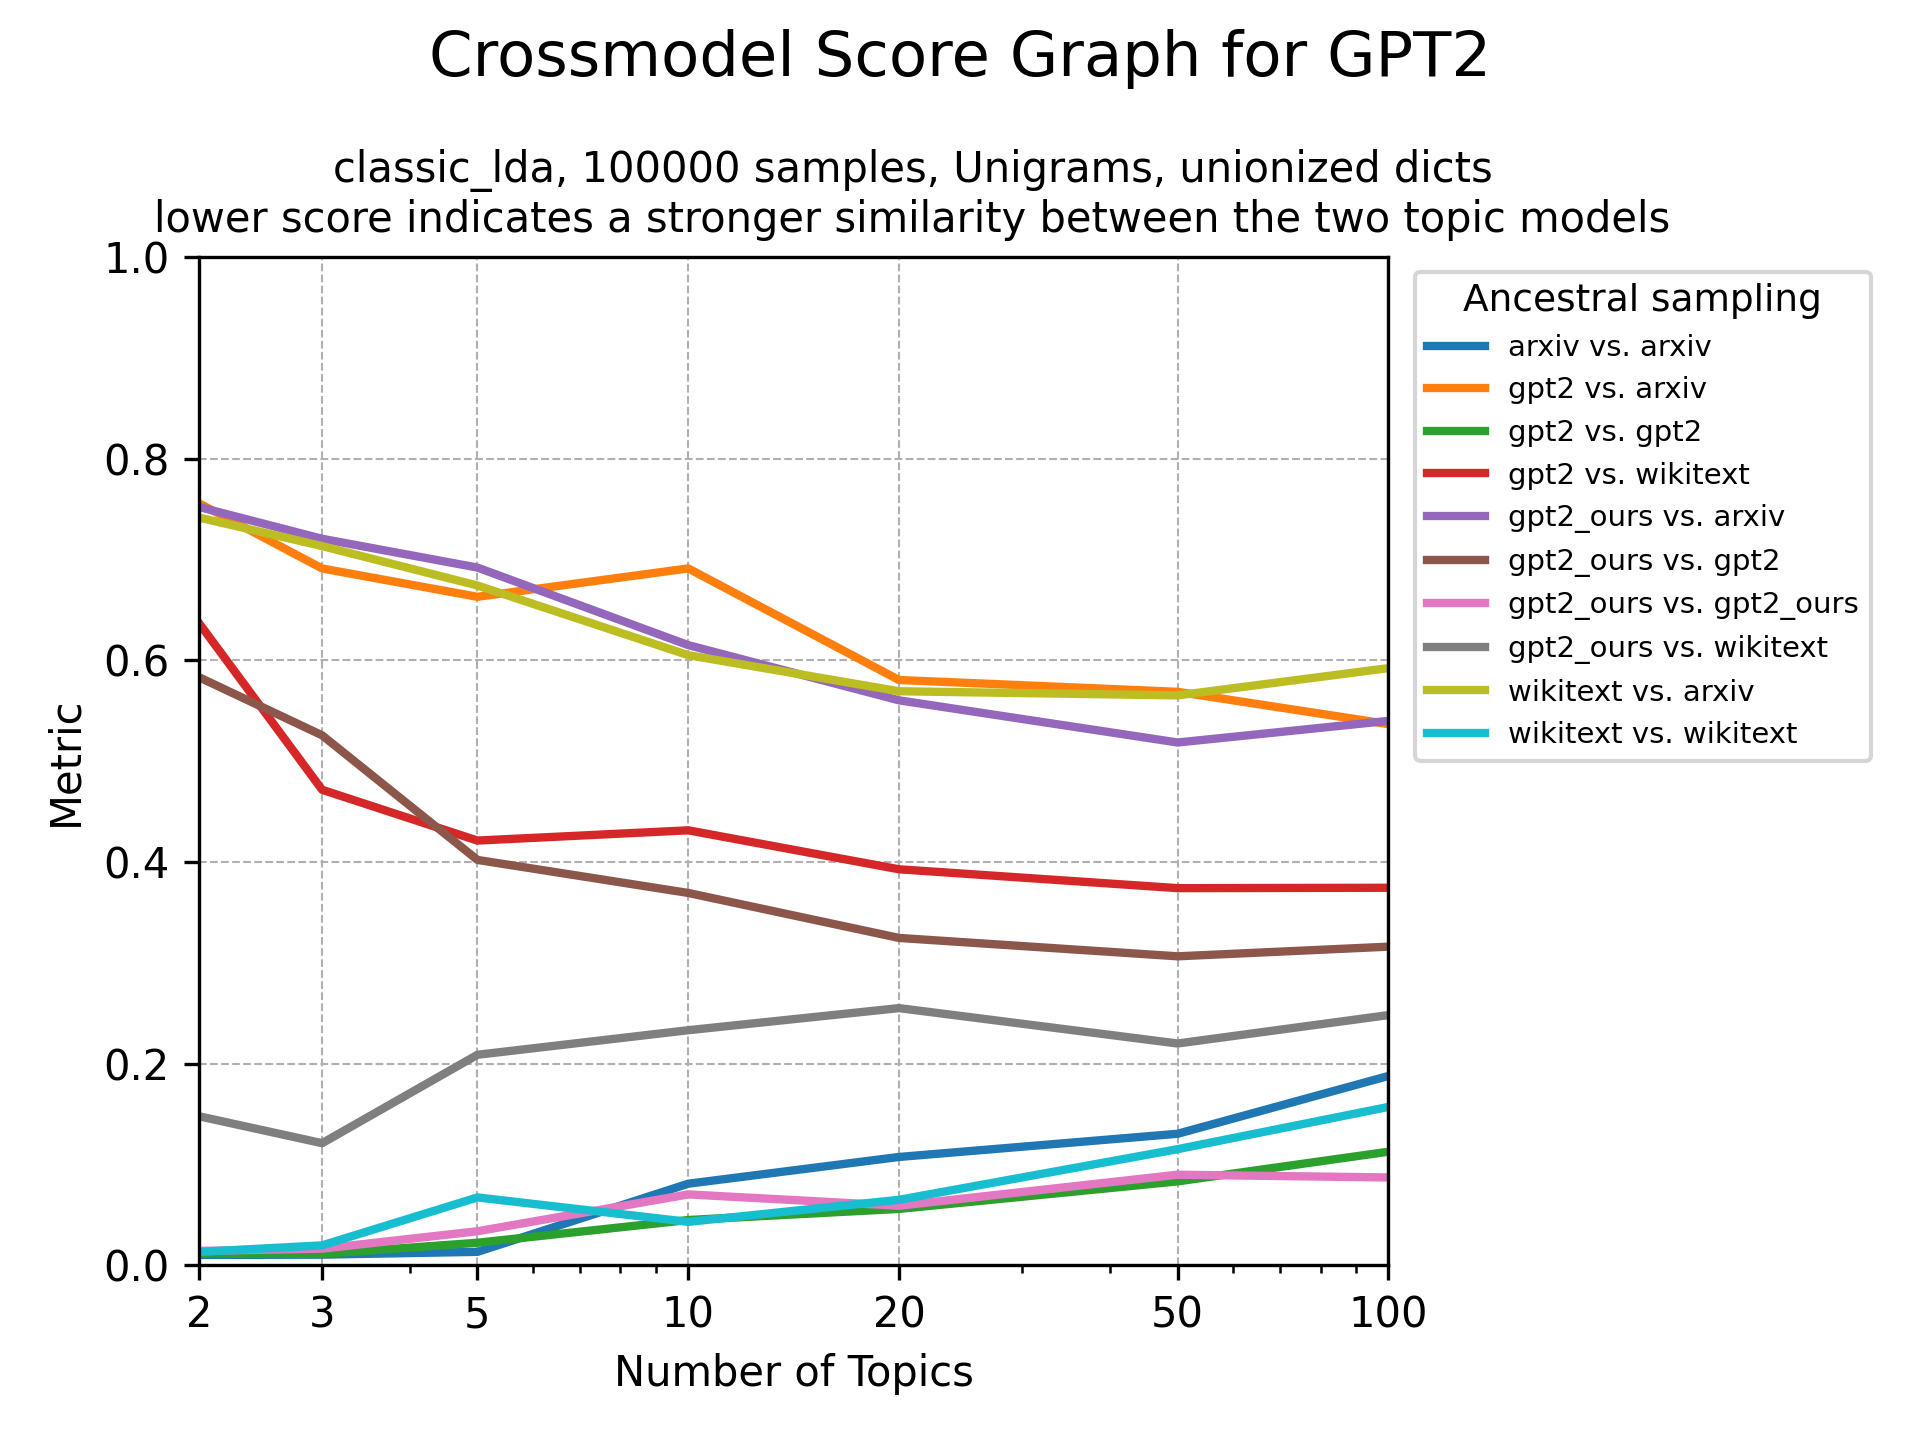 Crossmodel Score Graph for GPT2
classic_lda, 100000 samples, Unigrams, unionized dicts
lower score indicates a stronger similarity between the two topic models
1.0
0.8
0.6
0.4
0.2
0.0
Metric
2 3 5 10 20 50 100
Number of Topics
Ancestral sampling
arxiv vs. arxiv
gpt2 vs. arxiv
gpt2 vs. gpt2
gpt2 vs. wikitext
gpt2_ours vs. arxiv
gpt2_ours vs. gpt2
gpt2_ours vs. gpt2_ours
gpt2_ours vs. wikitext
wikitext vs. arxiv
wikitext vs. wikitext